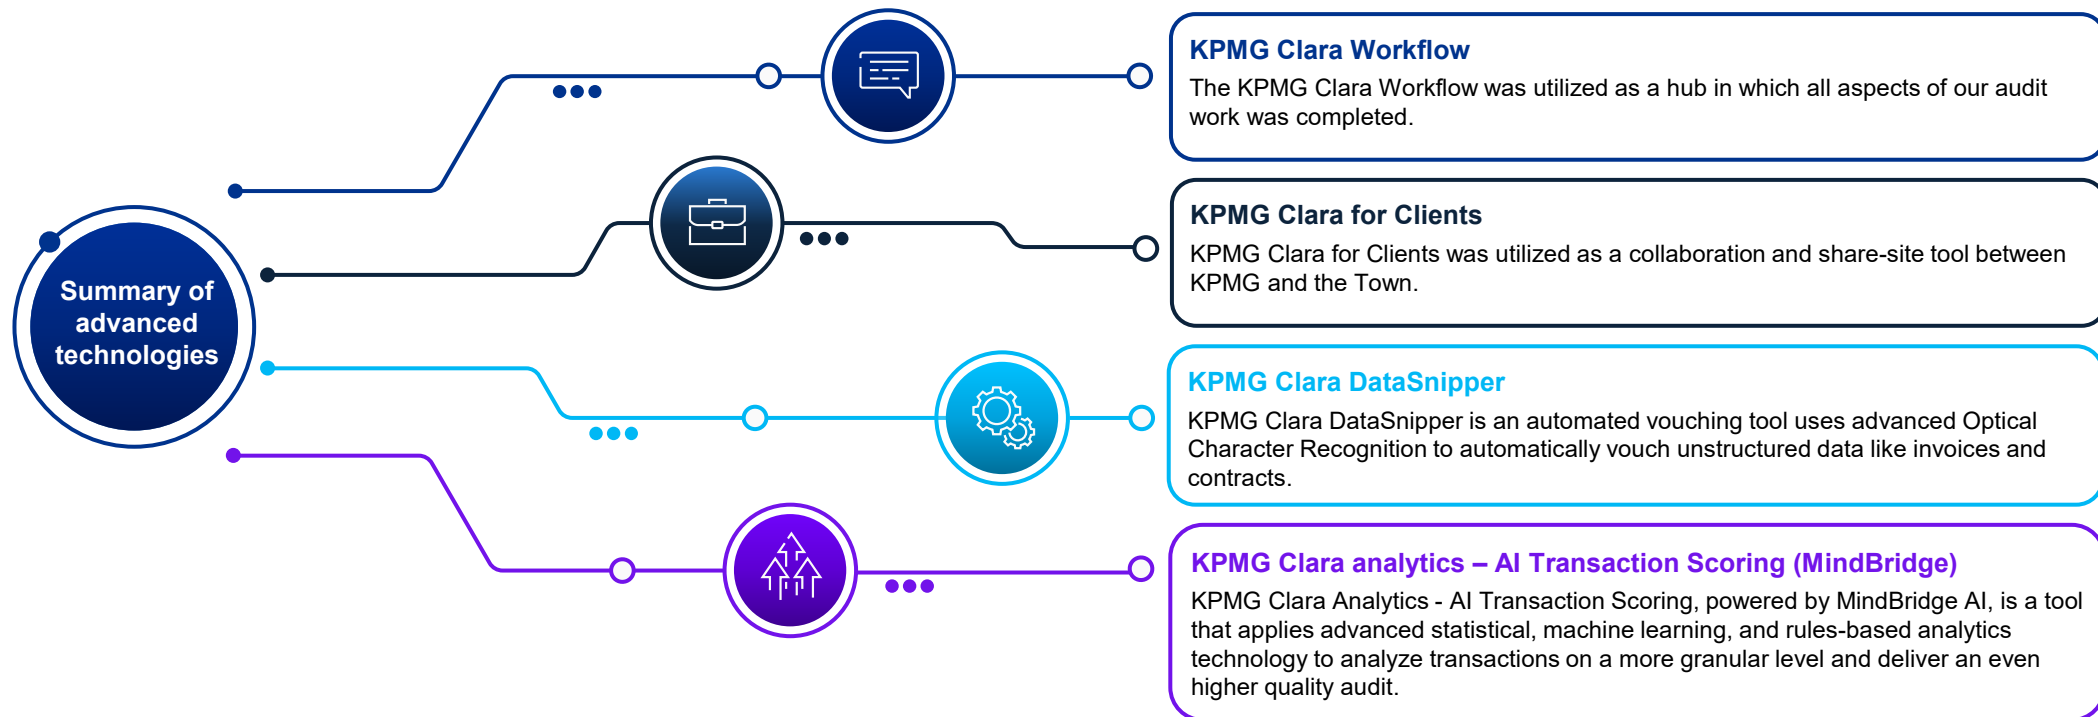 Summary of
advanced
technologies
KPMG Clara Workflow
The KPMG Clara Workflow was utilized as a hub in which all aspects of our audit
work was completed.
KPMG Clara for Clients
KPMG Clara for Clients was utilized as a collaboration and share-site tool between
KPMG and the Town.
KPMG Clara DataSnipper
KPMG Clara DataSnipper is an automated vouching tool uses advanced Optical
Character Recognition to automatically vouch unstructured data like invoices and
contracts.
KPMG Clara analytics – AI Transaction Scoring (MindBridge)
KPMG Clara Analytics - AI Transaction Scoring, powered by MindBridge AI, is a tool
that applies advanced statistical, machine learning, and rules-based analytics
technology to analyze transactions on a more granular level and deliver an even
higher quality audit.